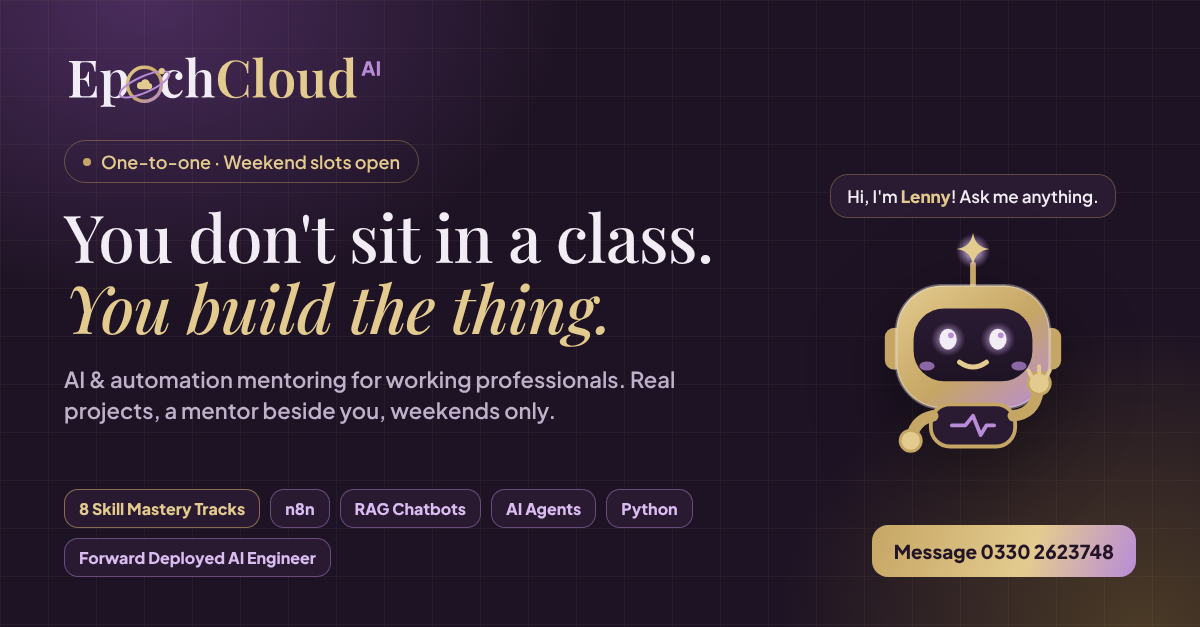 EpochCloud AI
One-to-one · Weekend slots open
You don't sit in a class.
You build the thing.
AI & automation mentoring for working professionals. Real
projects, a mentor beside you, weekends only.
Hi, I'm Lenny! Ask me anything.
8 Skill Mastery Tracks
n8n
RAG Chatbots
AI Agents
Python
Forward Deployed AI Engineer
Message 0330 2623748